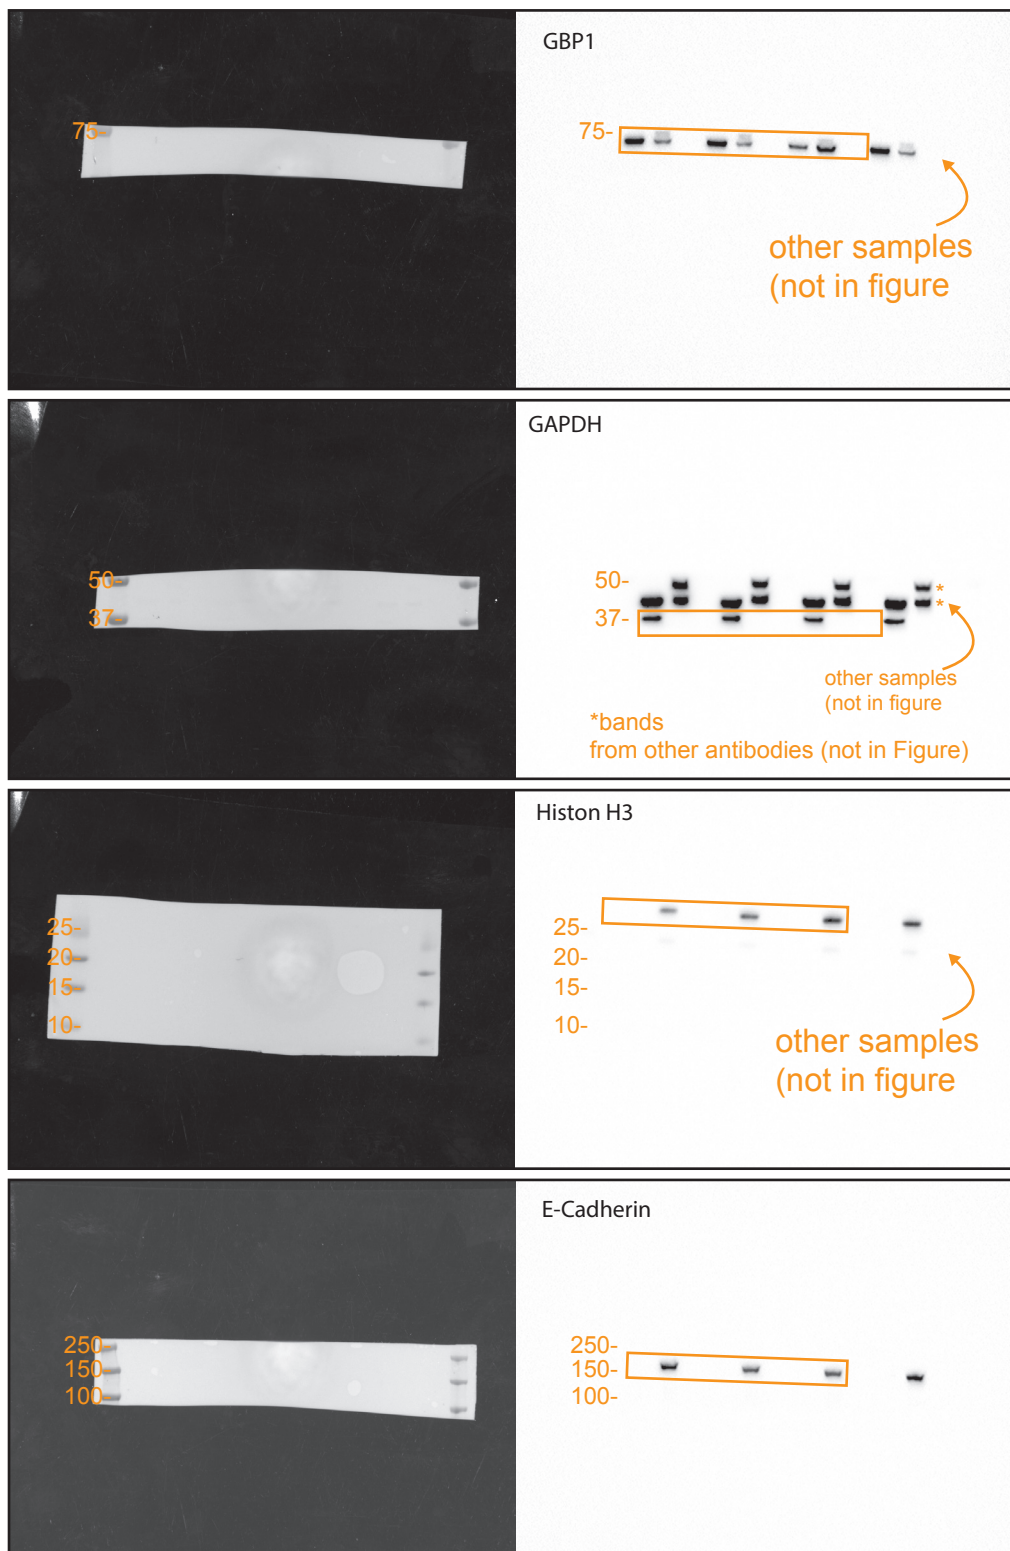 GBP1
75-
75-
other samples
(not in figure
GAPDH
50-
37-
50-
37-
*
*
other samples
(not in figure
*bands
from other antibodies (not in Figure)
Histon H3
25-
20-
15-
10-
25-
20-
15-
10-
other samples
(not in figure
E-Cadherin
250-
150-
100-
250-
150-
100-